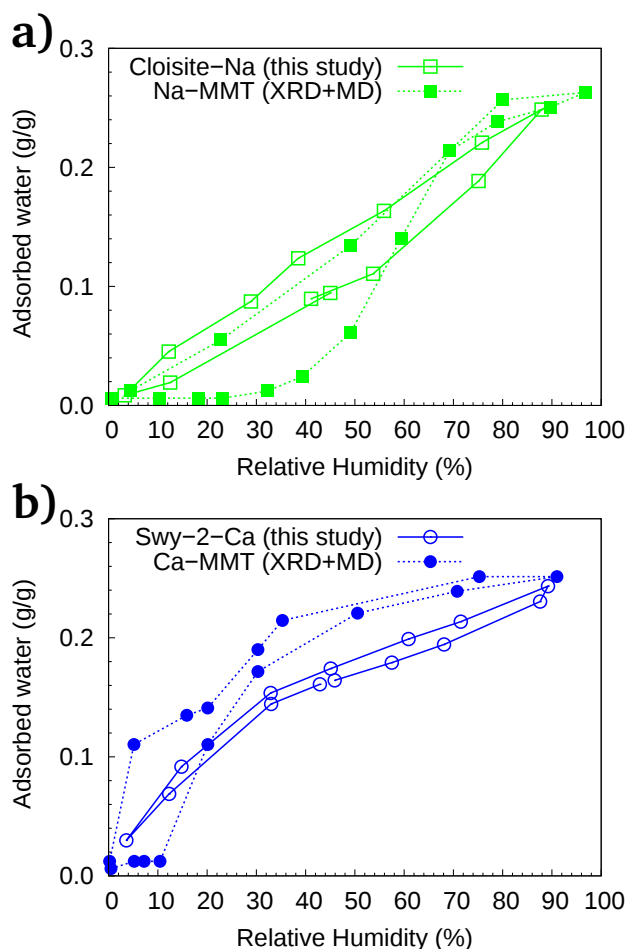 a)
0.3
Cloisite−Na (this study)
Na−MMT (XRD+MD)
0.2
0.1
0.0
Adsorbed water (g/g)
0 10 20 30 40 50 60 70 80 90 100
Relative Humidity (%)
b)
0.3
Swy−2−Ca (this study)
Ca−MMT (XRD+MD)
0.2
0.1
0.0
Adsorbed water (g/g)
0 10 20 30 40 50 60 70 80 90 100
Relative Humidity (%)